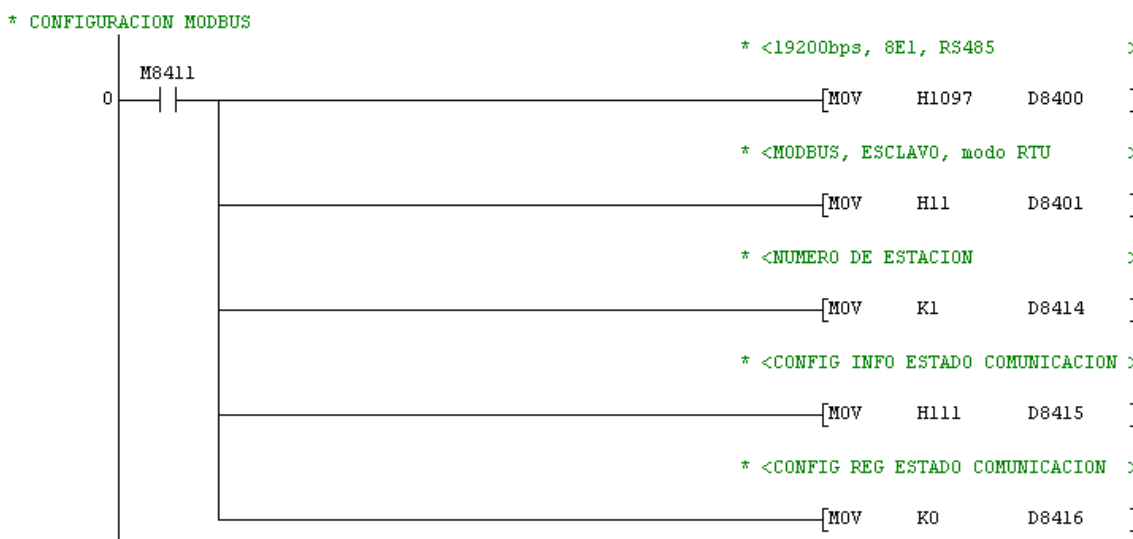 * CONFIGURACION MODBUS
* <19200bps, 8E1, RS485 >
M8411
0 [MOV H1097 D8400 ]
* <MODBUS, ESCLAVO, modo RTU >
[MOV H11 D8401 ]
* <NUMERO DE ESTACION >
[MOV K1 D8414 ]
* <CONFIG INFO ESTADO COMUNICACION >
[MOV H111 D8415 ]
* <CONFIG REG ESTADO COMUNICACION >
[MOV K0 D8416 ]